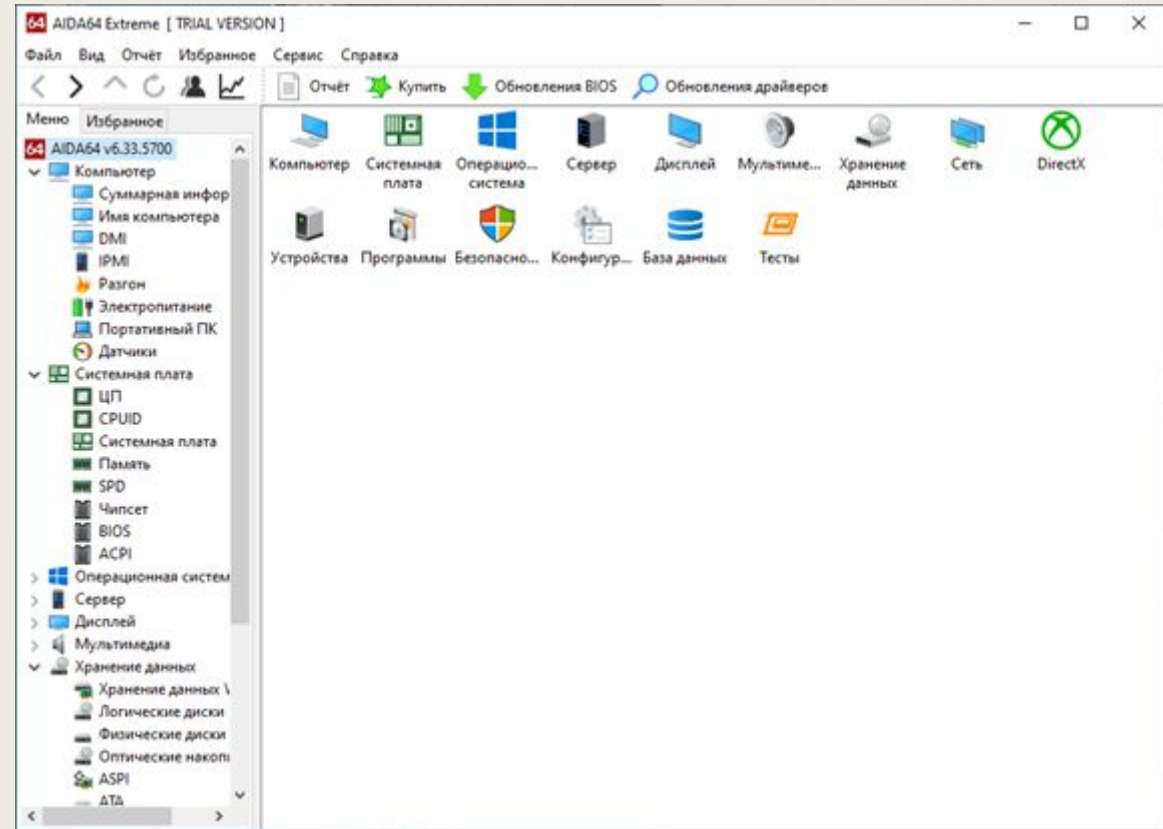 64 AIDA64 Extreme [ TRIAL VERSION ]
Файл Вид Отчёт Избранное Сервис Справка
Отчёт Купить Обновления BIOS Обновления драйверов
Меню Избранное
64 AIDA64 v6.33.5700
Компьютер
Суммарная инфор
Имя компьютера
DMI
IPMI
Разгон
Электропитание
Портативный ПК
Датчики
Системная плата
ЦП
CPUID
Системная плата
Память
SPD
Чипсет
BIOS
ACPI
Операционная систем
Сервер
Дисплей
Мультимедиа
Хранение данных
Хранение данных
Логические диски
Физические диски
Оптические накопи
ASPI
ATA
Компьютер Системная плата Операцио... система Сервер Дисплей Мультиме... Хранение данных Сеть DirectX
Устройства Программы Безопасно... Конфигур... База данных Тесты